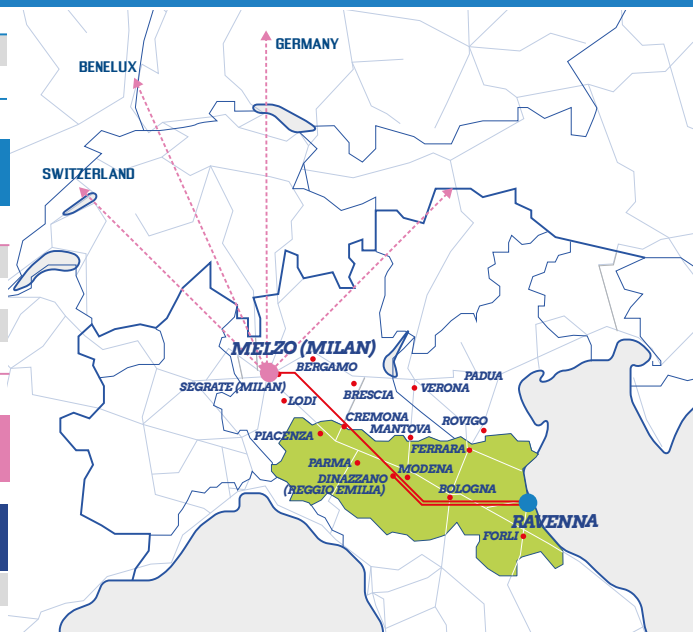 GERMANY
BENELUX
SWITZERLAND
MELZO (MILAN)
BERGAMO
SEGRATE (MILAN)
BRESCIA
VERONA
PADUA
LODI
CREMONA
MANTOVA
ROVIGO
PIACENZA
FERRARA
PARMA
MODENA
DINAZZANO
(REGGIO EMILIA)
BOLOGNA
RAVENNA
FORLI